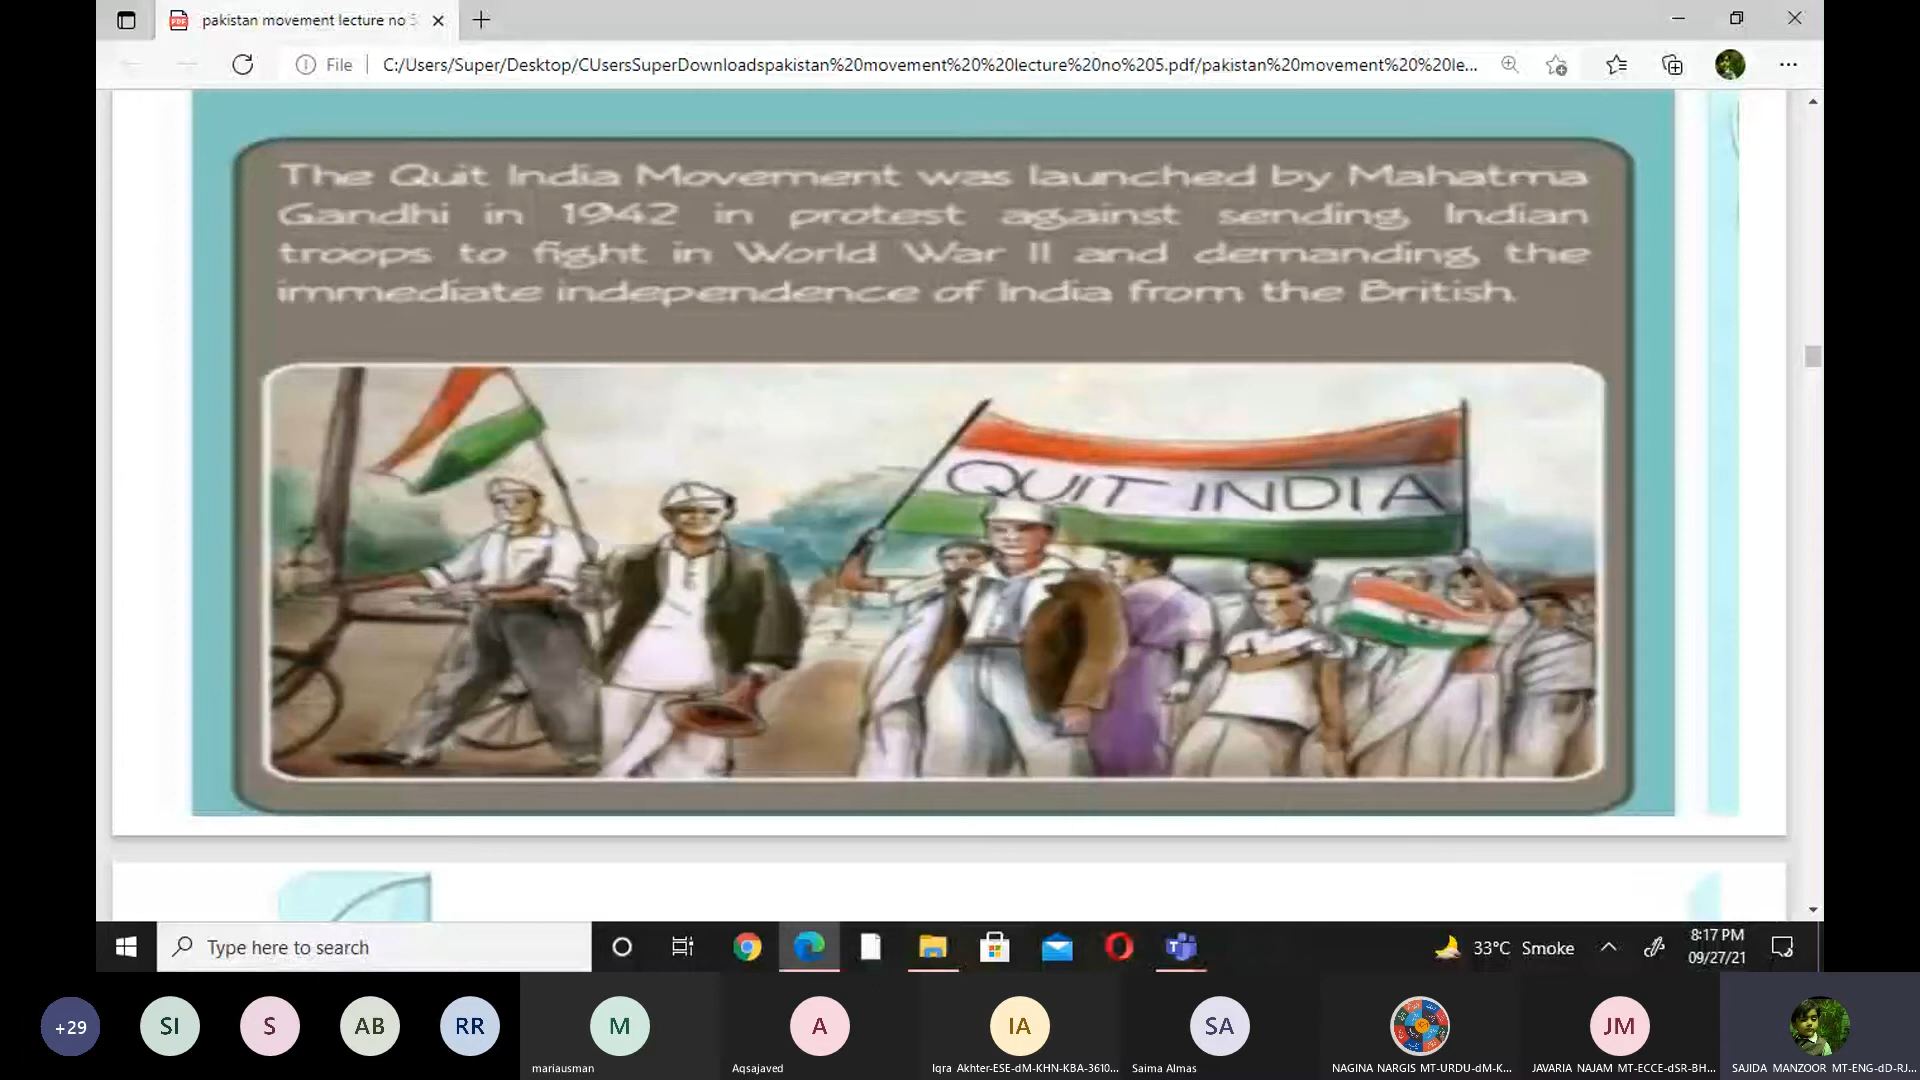 pakistan movement lecture no 5
File
C:/Users/Super/Desktop/CUsersSuperDownloadspakistan%20movement%20%20lecture%20no%205.pdf/pakistan%20movement%20%20le...
The Quit India Movement was launched by Mahatma
Gandhi in 1942 in protest against sending Indian
troops to fight in World War II and demanding the
immediate independence of India from the British.
QUIT INDIA
Type here to search
33°C Smoke
8:17 PM
09/27/21
+29
SI
S
AB
RR
M
A
IA
SA
JM
mariausman
Aqsajaved
Iqra Akhter-ESE-dM-KHN-KBA-3610...
Saima Almas
NAGINA NARGIS MT-URDU-dM-K...
JAVARIA NAJAM MT-ECCE-dSR-BH...
SAJIDA MANZOOR MT-ENG-dD-RJ...